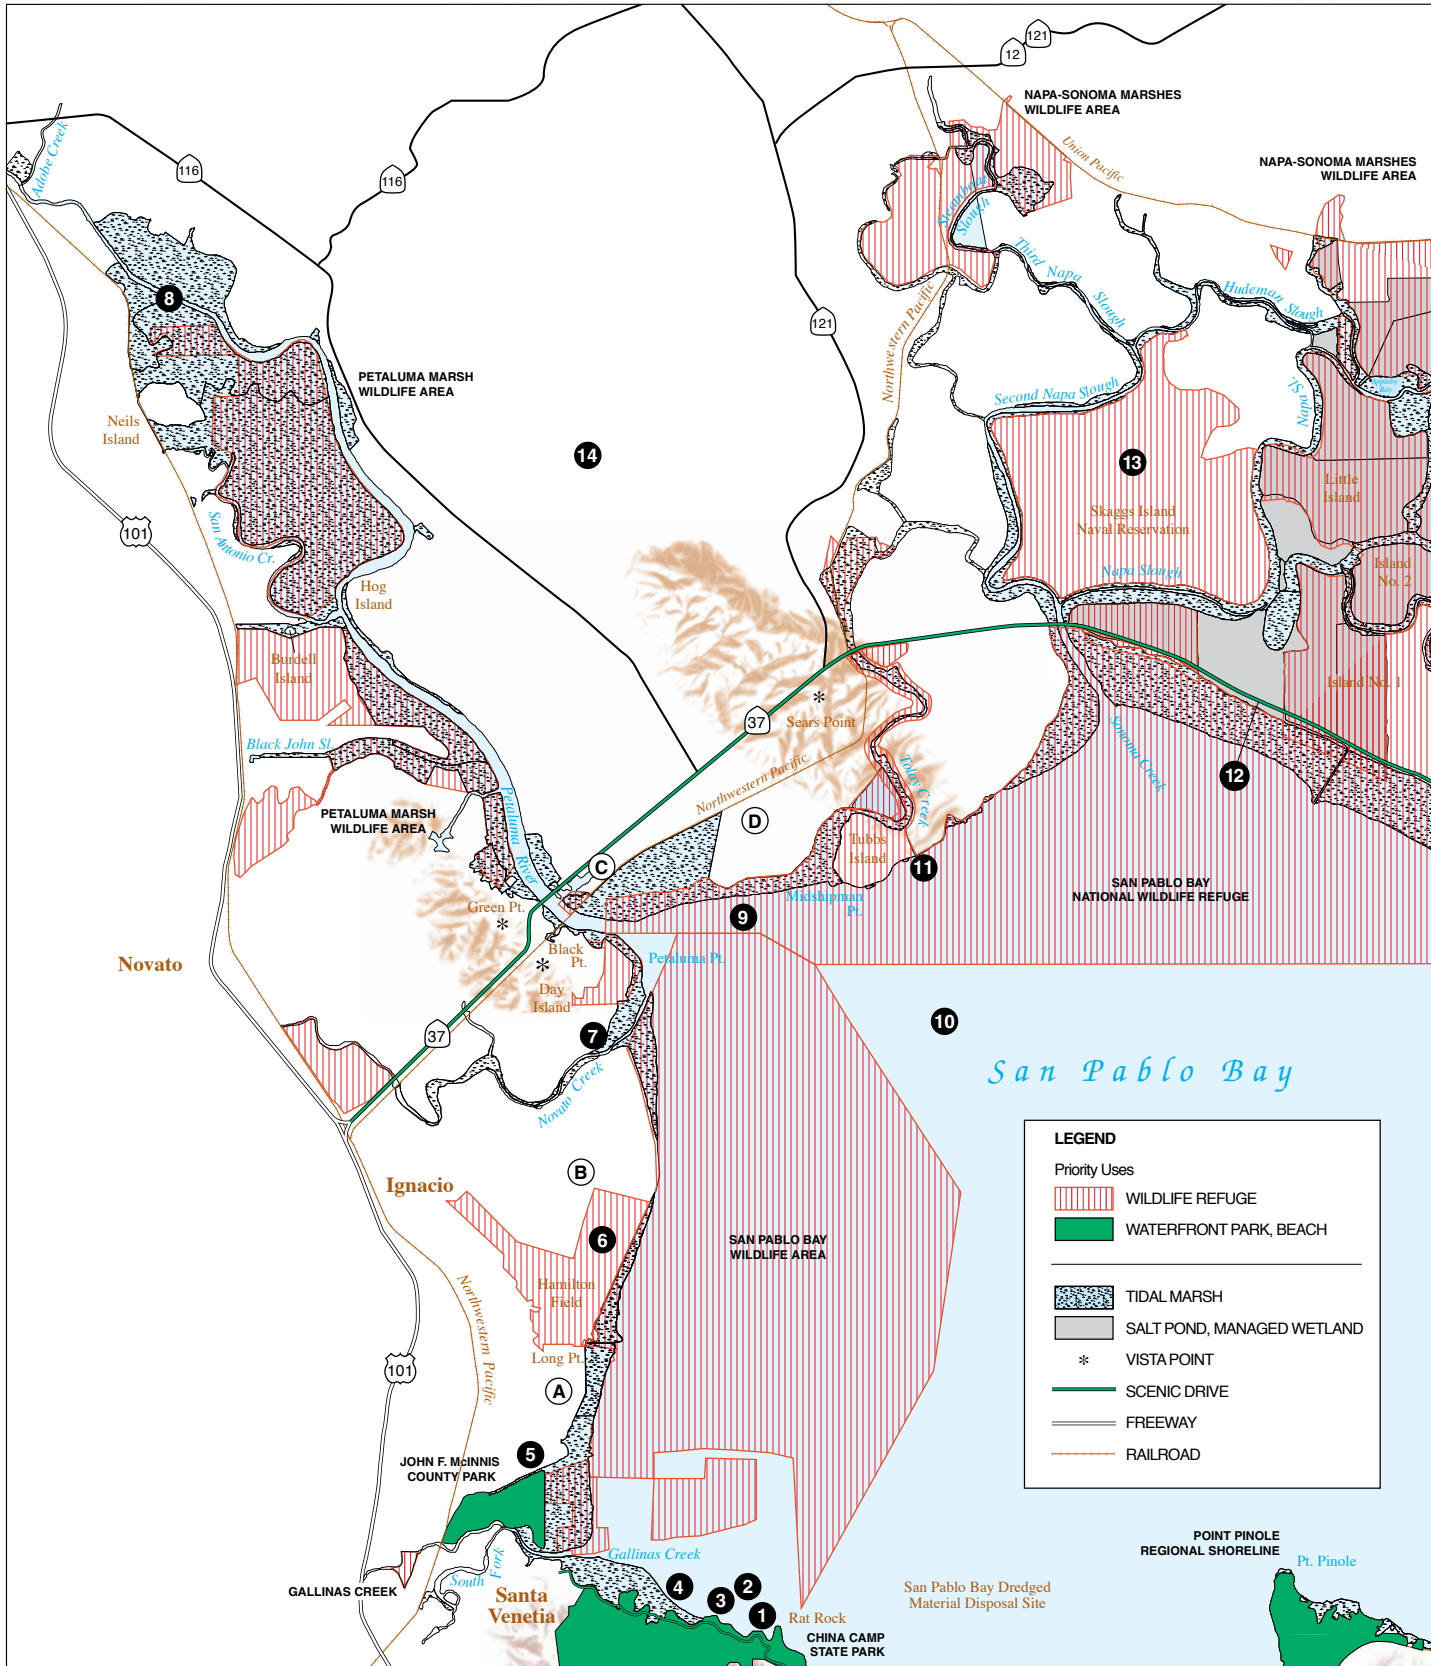 121
12
NAPA-SONOMA MARSHES
WILDLIFE AREA
Union Pacific
NAPA-SONOMA MARSHES
WILDLIFE AREA
Adobe Creek
116
116
Steamboat
Slough
Third Napa Slough
Hudeman Slough
8
121
Northwestern Pacific
PETALUMA MARSH
WILDLIFE AREA
Appleby
Bay
Second Napa Slough
Napa Sl.
Neils
Island
14
13
Little
Island
101
San Antonio Cr.
Skaggs Island
Naval Reservation
Napa Slough
Island
No. 2
Hog
Island
Burdell
Island
Island No. 1
Sears Point
37
Black John Sl.
Sonoma Creek
Tolay Creek
12
Northwestern Pacific
Petaluma River
PETALUMA MARSH
WILDLIFE AREA
D
Tubbs
Island
C
11
SAN PABLO BAY
NATIONAL WILDLIFE REFUGE
Midshipman
Pt.
Green Pt.
9
Black
Pt.
Petaluma Pt.
Novato
Day
Island
10
37
7
San Pablo Bay
Novato Creek
LEGEND
Priority Uses
WILDLIFE REFUGE
WATERFRONT PARK, BEACH
TIDAL MARSH
SALT POND, MANAGED WETLAND
* VISTA POINT
SCENIC DRIVE
FREEWAY
RAILROAD
B
Ignacio
6
SAN PABLO BAY
WILDLIFE AREA
Hamilton
Field
Northwestern Pacific
Long Pt.
101
A
5
JOHN F. McINNIS
COUNTY PARK
POINT PINOLE
REGIONAL SHORELINE
Pt. Pinole
Gallinas Creek
South Fork
GALLINAS CREEK
Santa
Venetia
4
3
2
1
Rat Rock
San Pablo Bay Dredged
Material Disposal Site
CHINA CAMP
STATE PARK